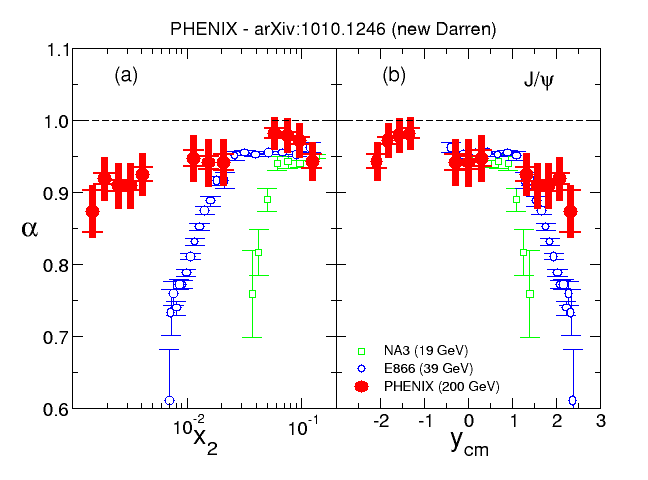 PHENIX - arXiv:1010.1246 (new Darren)
1.1
1.0
0.9
0.8
0.7
0.6
α
(a)
(b)
J/ψ
NA3 (19 GeV)
E866 (39 GeV)
PHENIX (200 GeV)
10⁻² 10⁻¹
x₂
-2 -1 0 1 2 3
y_cm